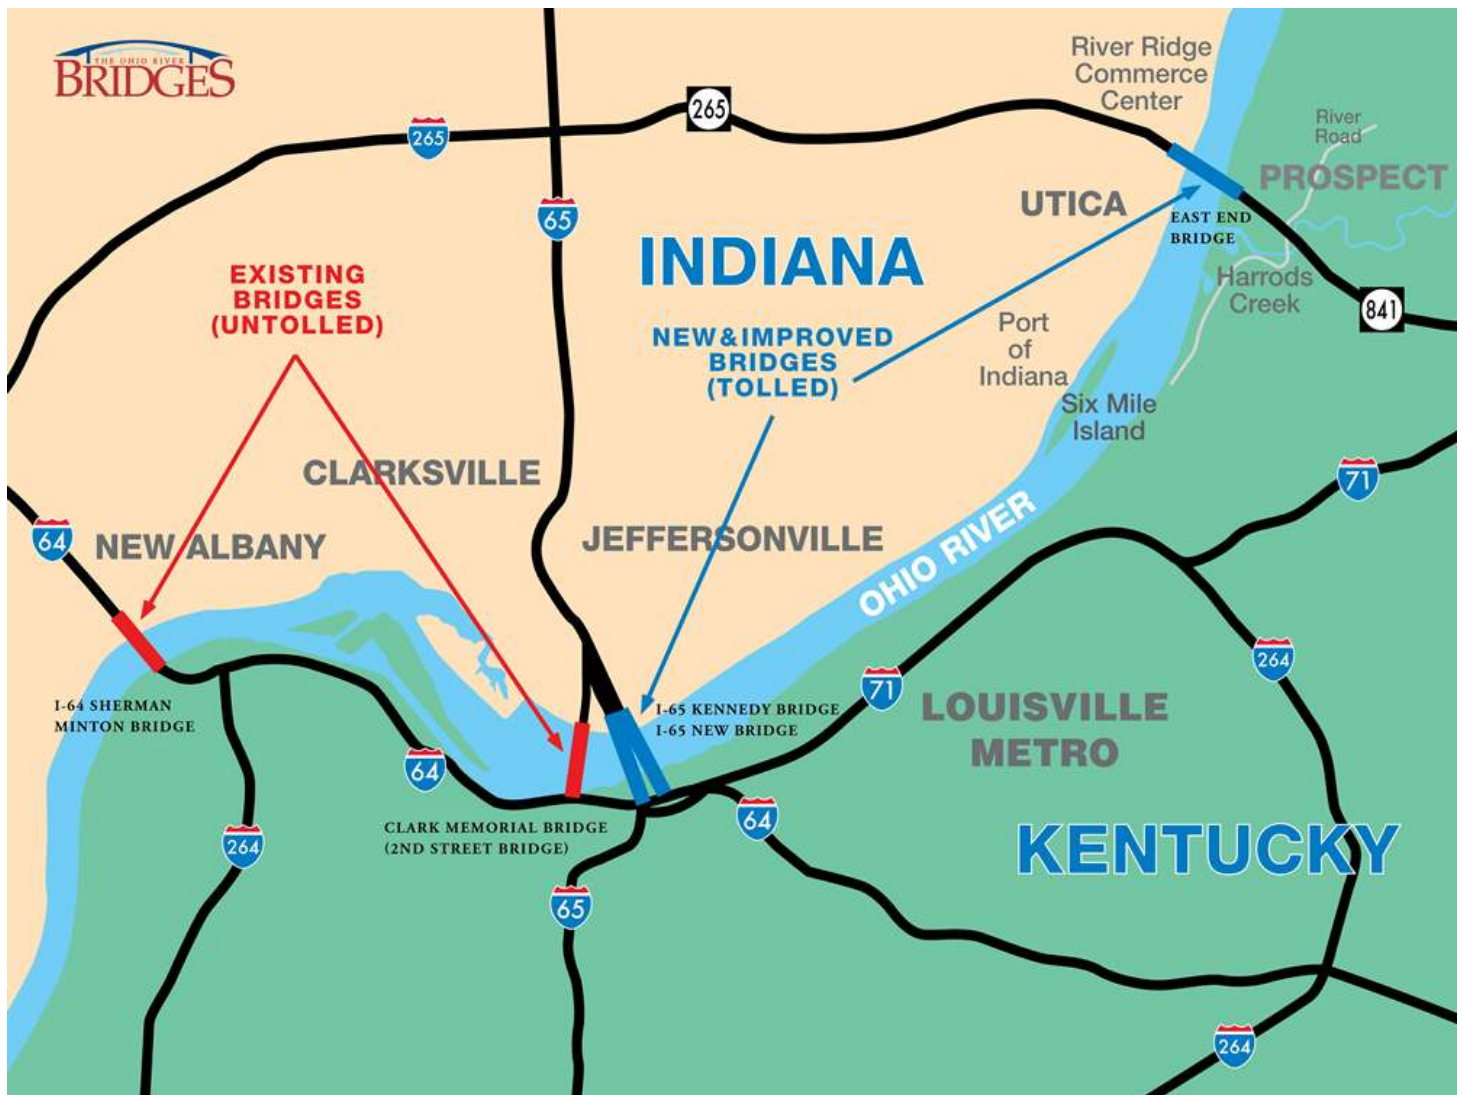 THE OHIO RIVER
BRIDGES
265
265
65
River Ridge
Commerce
Center
River
Road
PROSPECT
UTICA
EAST END
BRIDGE
INDIANA
EXISTING
BRIDGES
(UNTOLLED)
NEW & IMPROVED
BRIDGES
(TOLLED)
Harrods
Creek
841
Port
of
Indiana
Six Mile
Island
CLARKSVILLE
71
64
NEW ALBANY
JEFFERSONVILLE
OHIO RIVER
264
71
I-64 SHERMAN
MINTON BRIDGE
I-65 KENNEDY BRIDGE
I-65 NEW BRIDGE
LOUISVILLE
METRO
64
CLARK MEMORIAL BRIDGE
(2ND STREET BRIDGE)
64
264
KENTUCKY
65
264